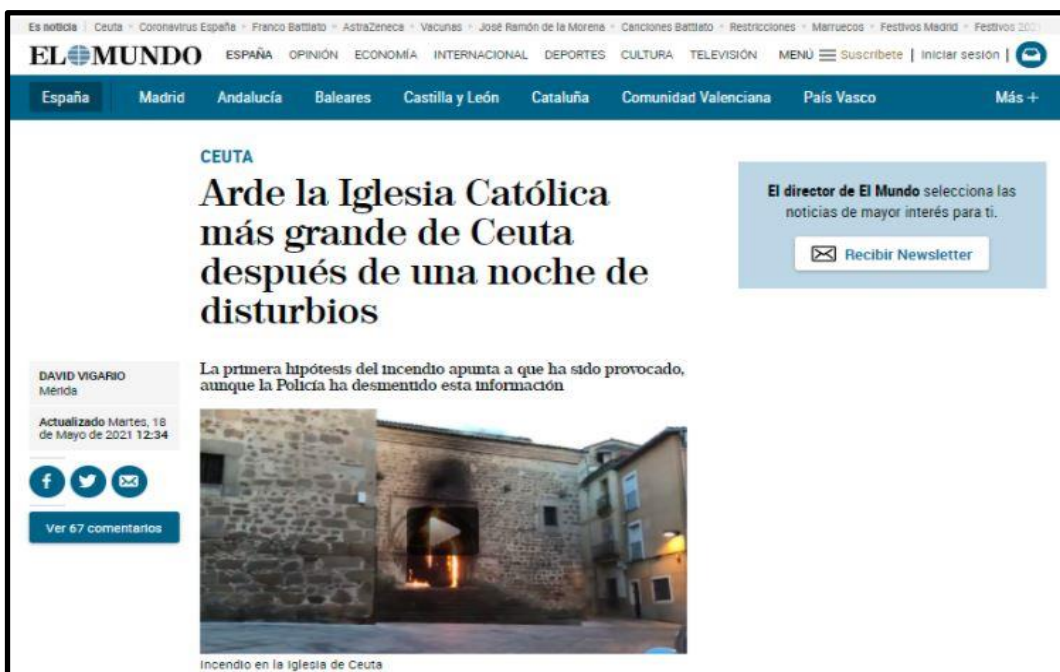 Es noticia Ceuta Coronavirus España Franco Battiato AstraZeneca Vacunas José Ramón de la Morena Canciones Battiato Restricciones Marruecos Festivos Madrid Festivos 2021
EL MUNDO ESPAÑA OPINIÓN ECONOMÍA INTERNACIONAL DEPORTES CULTURA TELEVISIÓN MENÚ Suscríbete | Iniciar sesión |
España Madrid Andalucía Baleares Castilla y León Cataluña Comunidad Valenciana País Vasco Más +
CEUTA
Arde la Iglesia Católica
más grande de Ceuta
después de una noche de
disturbios
El director de El Mundo selecciona las
noticias de mayor interés para ti.
Recibir Newsletter
La primera hipótesis del incendio apunta a que ha sido provocado,
aunque la Policía ha desmentido esta información
DAVID VIGARIO
Mérida
Actualizado Martes, 18
de Mayo de 2021 12:34
Ver 67 comentarios
Incendio en la Iglesia de Ceuta